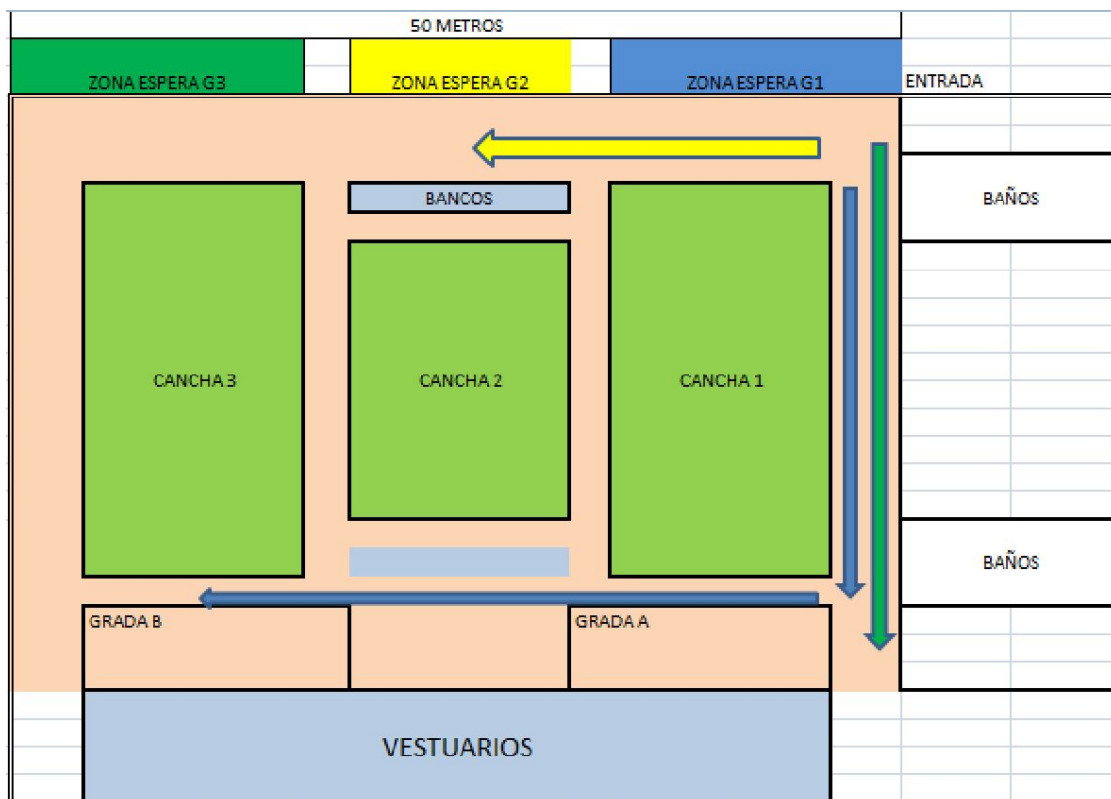 50 METROS
ZONA ESPERA G3
ZONA ESPERA G2
ZONA ESPERA G1
ENTRADA
BANCOS
BAÑOS
CANCHA 3
CANCHA 2
CANCHA 1
BAÑOS
GRADA B
GRADA A
VESTUARIOS